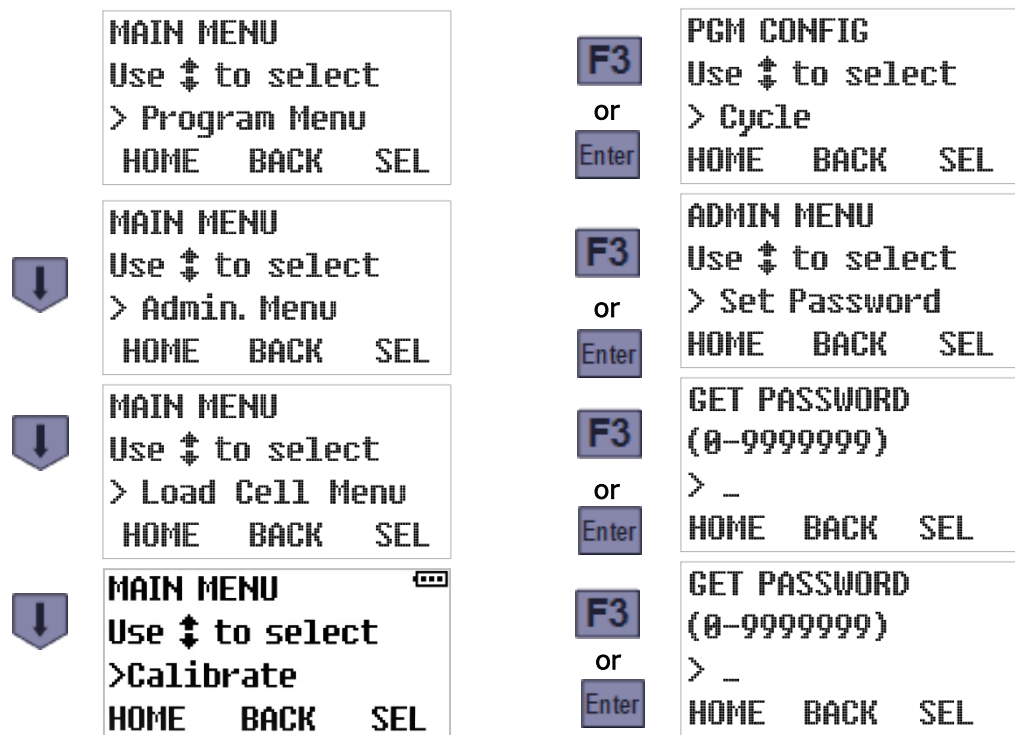 MAIN MENU
Use ↕ to select
> Program Menu
HOME BACK SEL
F3
or
Enter
PGM CONFIG
Use ↕ to select
> Cycle
HOME BACK SEL
MAIN MENU
Use ↕ to select
> Admin. Menu
HOME BACK SEL
F3
or
Enter
ADMIN MENU
Use ↕ to select
> Set Password
HOME BACK SEL
MAIN MENU
Use ↕ to select
> Load Cell Menu
HOME BACK SEL
F3
or
Enter
GET PASSWORD
(0-9999999)
> _
HOME BACK SEL
MAIN MENU
Use ↕ to select
>Calibrate
HOME BACK SEL
F3
or
Enter
GET PASSWORD
(0-9999999)
> _
HOME BACK SEL